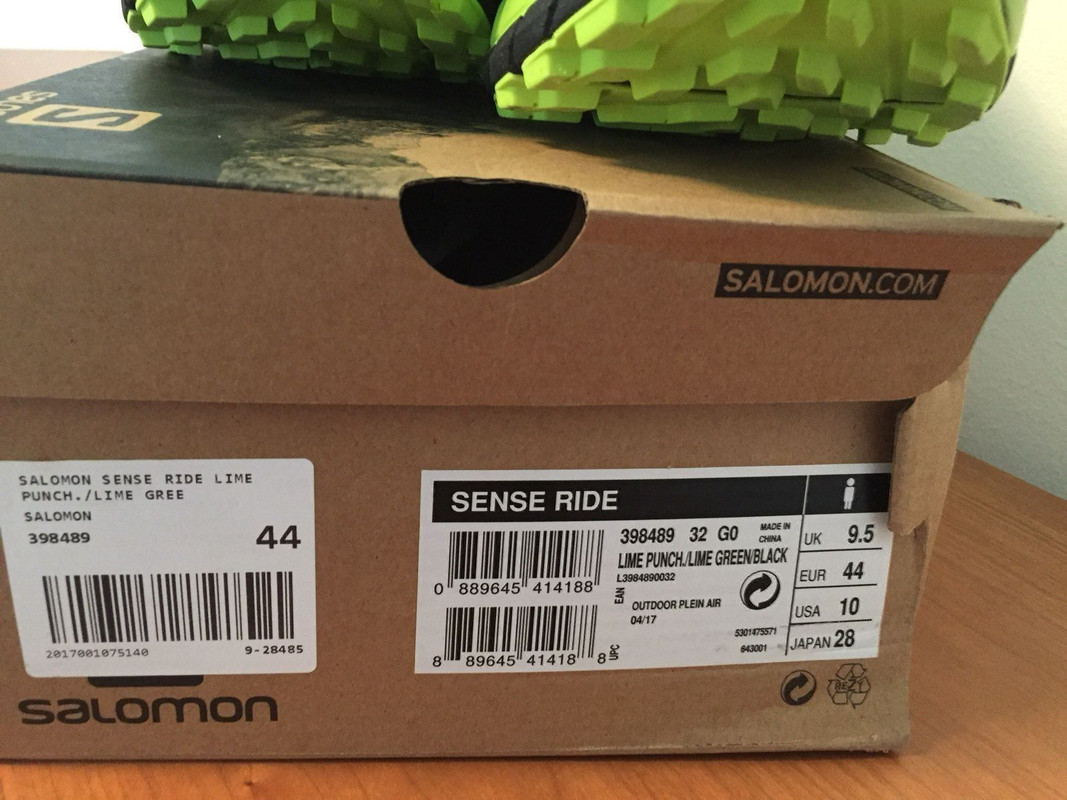 SALOMON.COM
SALOMON SENSE RIDE LIME
PUNCH./LIME GREE
SALOMON
398489
44
2017001075140
9-28485
salomon
SENSE RIDE
0 889645 414188
8 89645 41418 8
EAN
UPC
398489 32 G0
MADE IN
CHINA
LIME PUNCH./LIME GREEN/BLACK
L3984890032
OUTDOOR PLEIN AIR
04/17
5301475571
643001
UK 9.5
EUR 44
USA 10
JAPAN 28